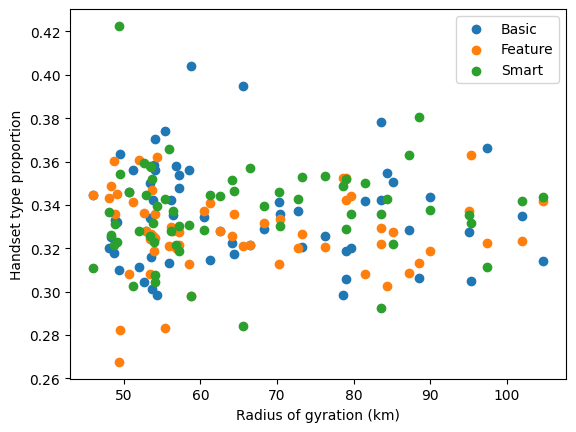 Basic
Feature
Smart
Handset type proportion
0.42
0.40
0.38
0.36
0.34
0.32
0.30
0.28
0.26
50 60 70 80 90 100
Radius of gyration (km)